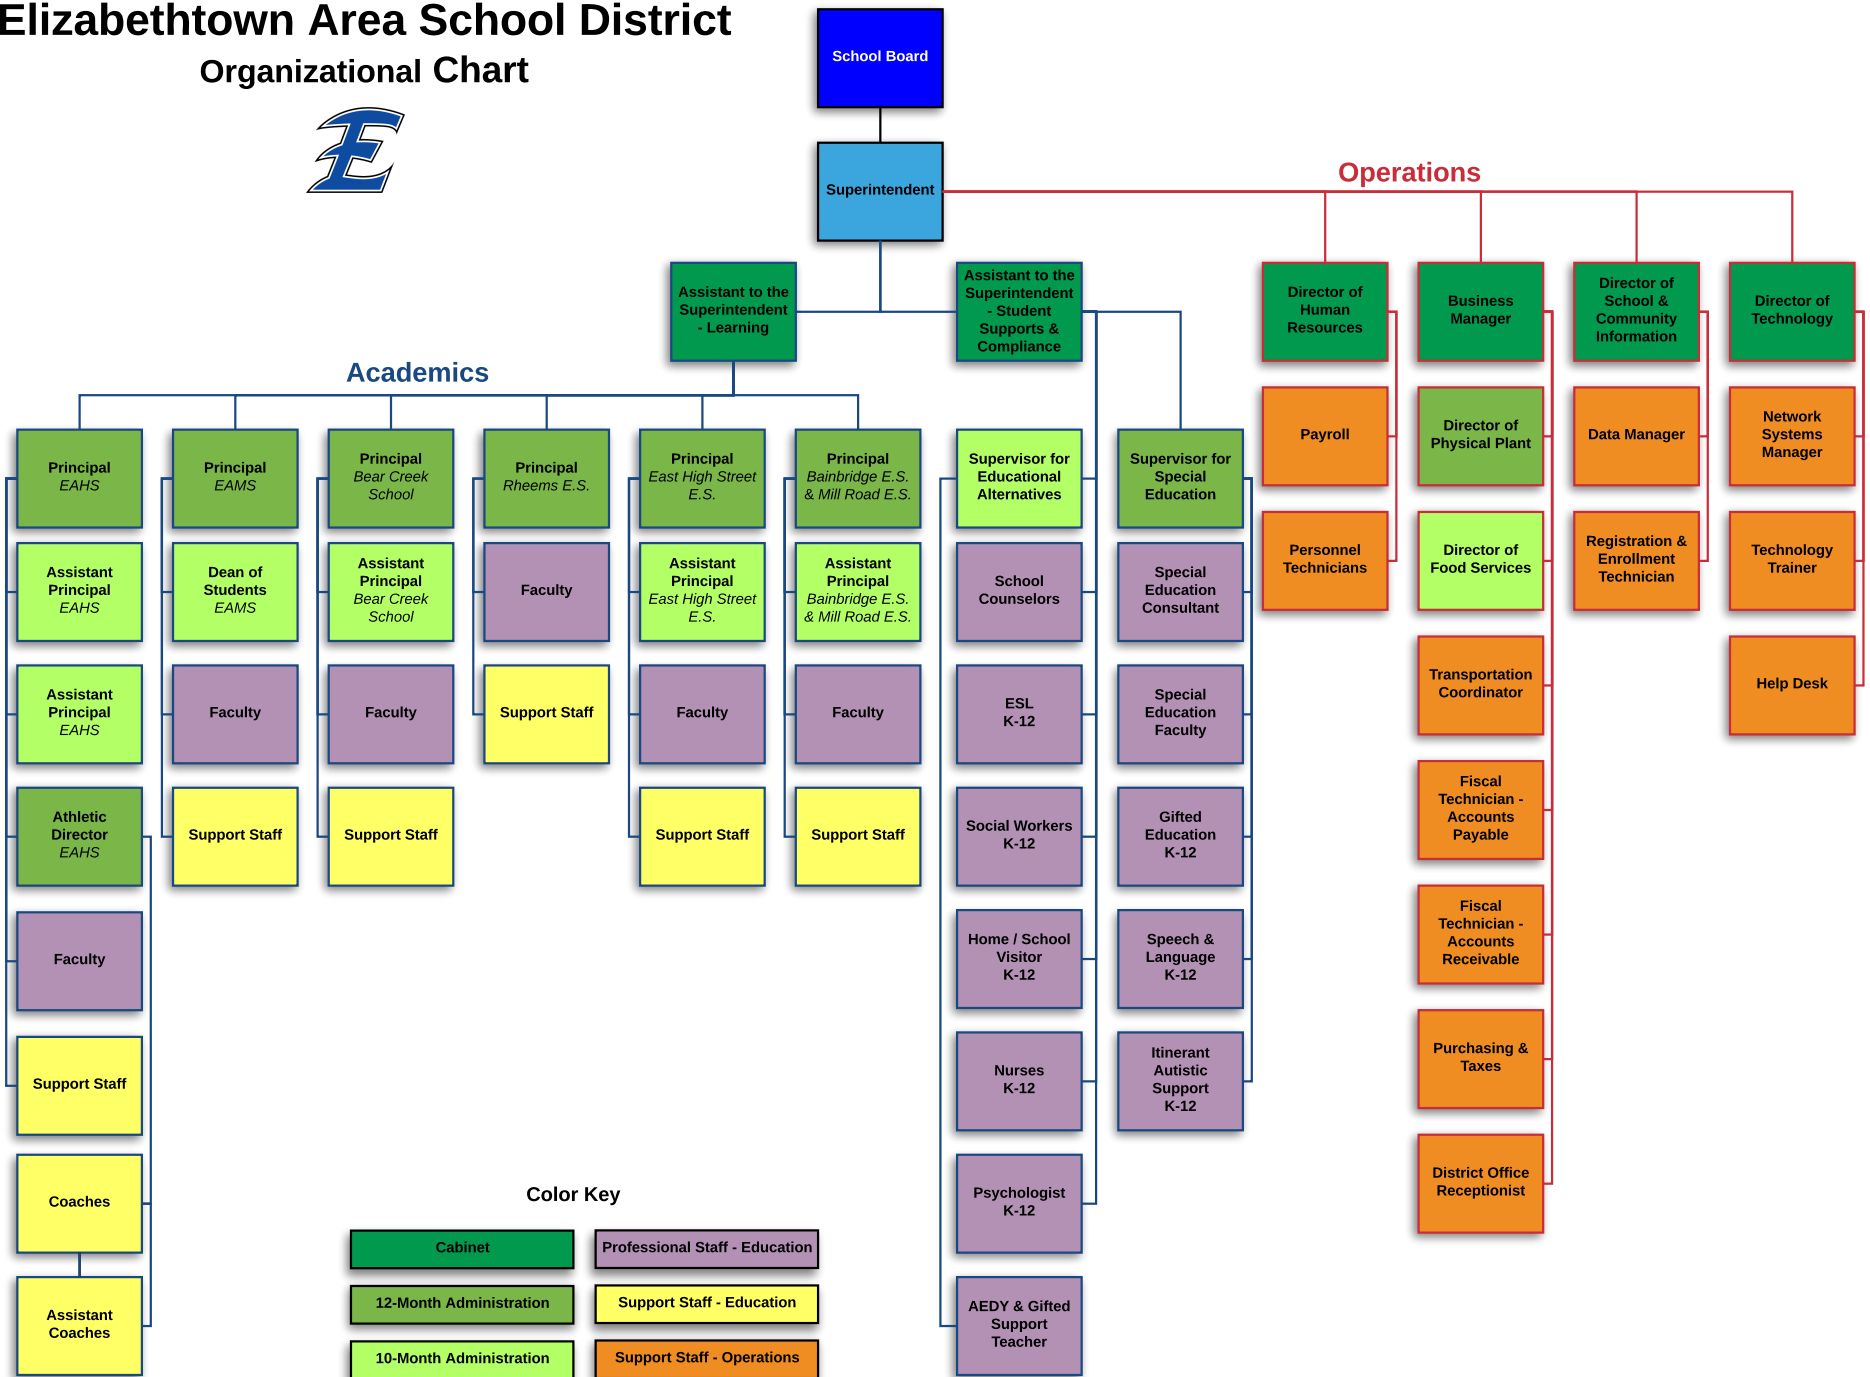 Elizabethtown Area School District
Organizational Chart
School Board
Superintendent
Operations
Assistant to the
Superintendent
- Learning
Assistant to the
Superintendent
- Student
Supports &
Compliance
Director of
Human
Resources
Business
Manager
Director of
School &
Community
Information
Director of
Technology
Academics
Payroll
Director of
Physical Plant
Data Manager
Network
Systems
Manager
Principal
EAHS
Principal
EAMS
Principal
Bear Creek
School
Principal
Rheems E.S.
Principal
East High Street
E.S.
Principal
Bainbridge E.S.
& Mill Road E.S.
Supervisor for
Educational
Alternatives
Supervisor for
Special
Education
Personnel
Technicians
Director of
Food Services
Registration &
Enrollment
Technician
Technology
Trainer
Assistant
Principal
EAHS
Dean of
Students
EAMS
Assistant
Principal
Bear Creek
School
Faculty
Assistant
Principal
East High Street
E.S.
Assistant
Principal
Bainbridge E.S.
& Mill Road E.S.
School
Counselors
Special
Education
Consultant
Transportation
Coordinator
Help Desk
Assistant
Principal
EAHS
Faculty
Faculty
Support Staff
Faculty
Faculty
ESL
K-12
Special
Education
Faculty
Fiscal
Technician -
Accounts
Payable
Athletic
Director
EAHS
Support Staff
Support Staff
Support Staff
Support Staff
Social Workers
K-12
Gifted
Education
K-12
Fiscal
Technician -
Accounts
Receivable
Faculty
Home / School
Visitor
K-12
Speech &
Language
K-12
Purchasing &
Taxes
Support Staff
Nurses
K-12
Itinerant
Autistic
Support
K-12
District Office
Receptionist
Coaches
Psychologist
K-12
Assistant
Coaches
AEDY & Gifted
Support
Teacher
Color Key
Cabinet
Professional Staff - Education
12-Month Administration
Support Staff - Education
10-Month Administration
Support Staff - Operations